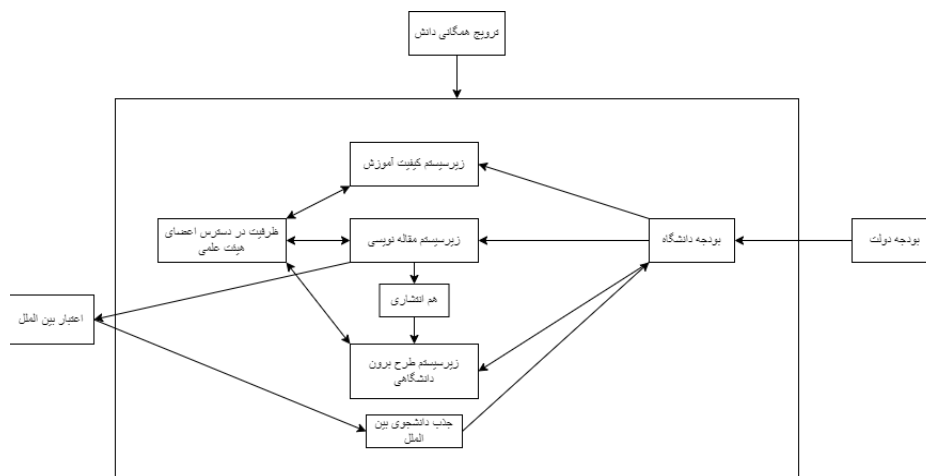 ترویج همگانی دانش
زیرسیستم کیفیت آموزش
ظرفیت در دسترس اعضای
هیئت علمی
زیرسیستم مقاله نویسی
بودجه دانشگاه
بودجه دولت
هم انتشاری
اعتبار بین الملل
زیرسیستم طرح برون
دانشگاهی
جذب دانشجوی بین
الملل